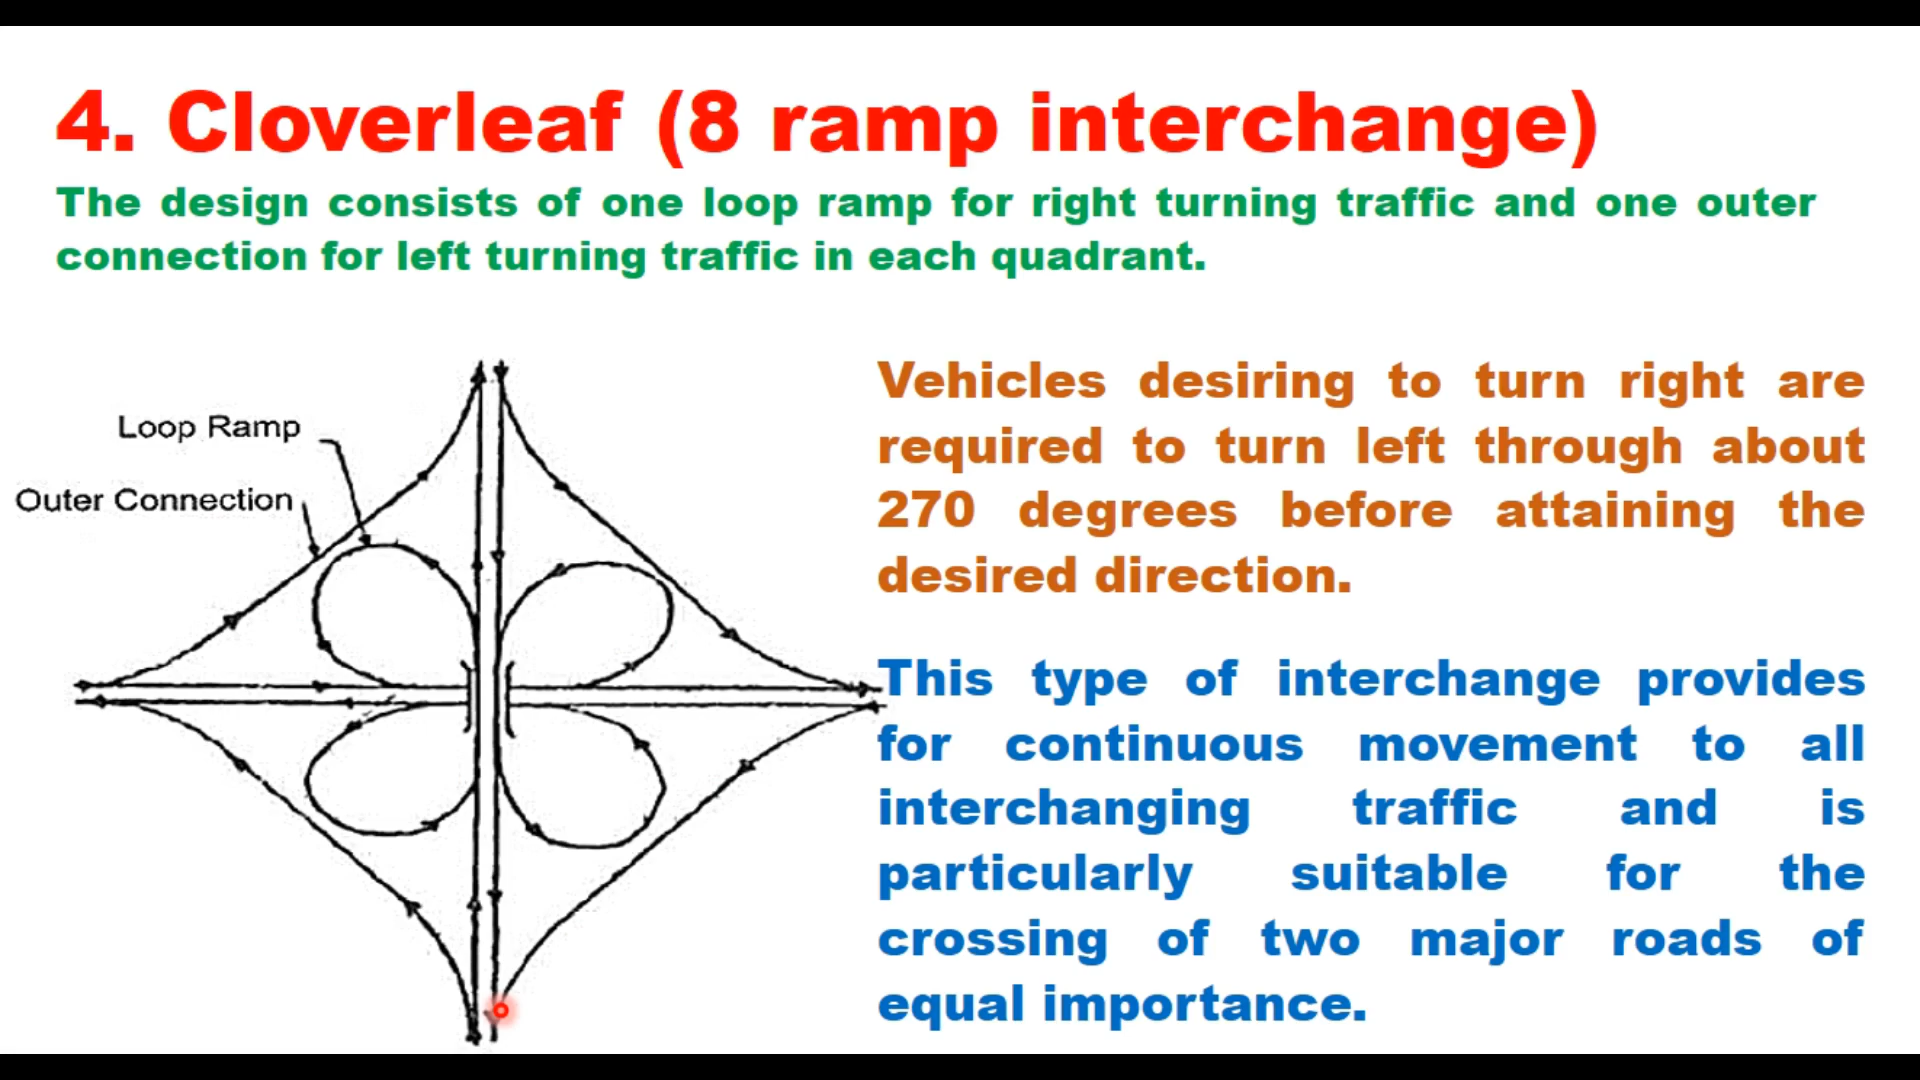 4. Cloverleaf (8 ramp interchange)
The design consists of one loop ramp for right turning traffic and one outer
connection for left turning traffic in each quadrant.
Loop Ramp
Outer Connection
Vehicles desiring to turn right are
required to turn left through about
270 degrees before attaining the
desired direction.
This type of interchange provides
for continuous movement to all
interchanging traffic and is
particularly suitable for the
crossing of two major roads of
equal importance.